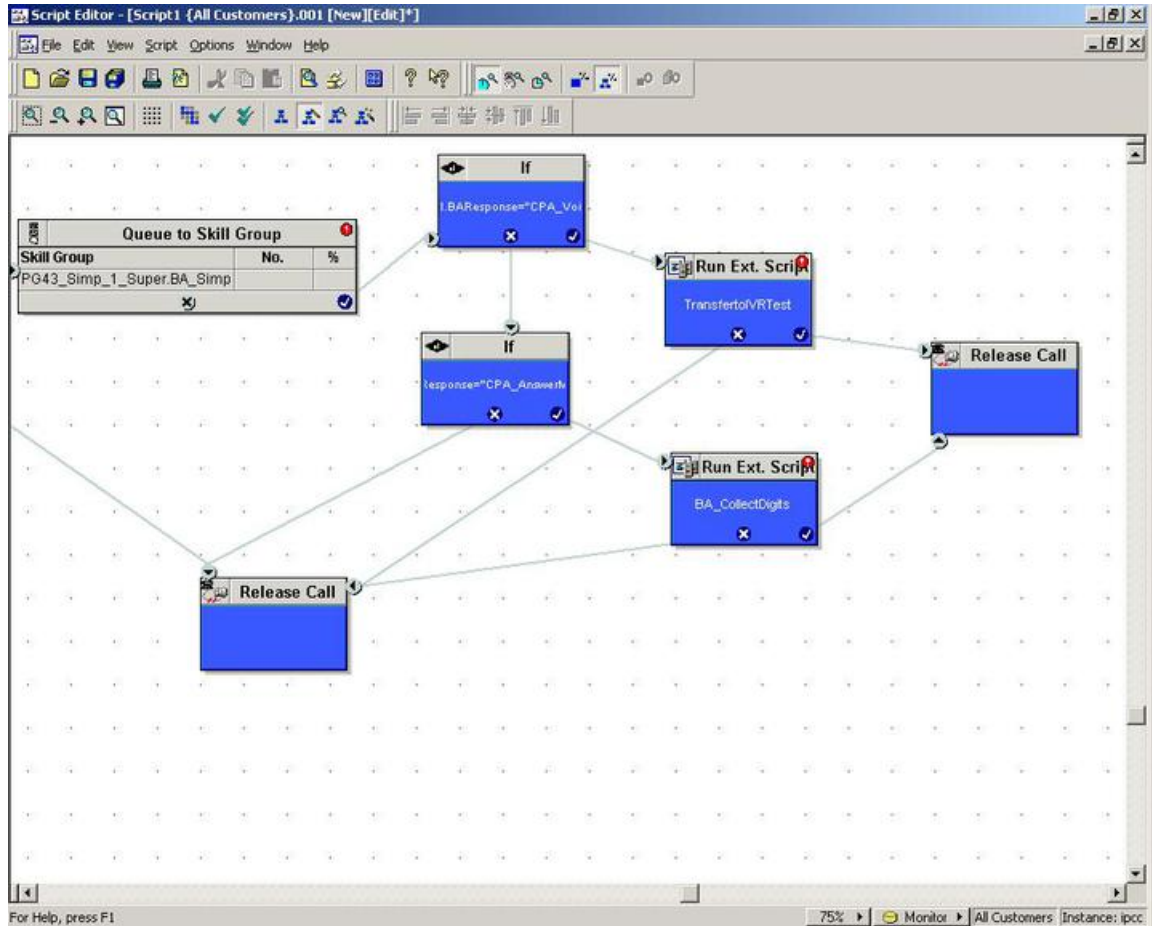 Script Editor - [Script1 {All Customers}.001 [New][Edit]*]
File Edit View Script Options Window Help
If
I.BAResponse="CPA_Voi
Queue to Skill Group
Skill Group No. %
PG43_Simp_1_Super.BA_Simp
Run Ext. Script
TransfertoIVRTest
If
Response="CPA_Answer
Release Call
Run Ext. Script
BA_CollectDigits
Release Call
For Help, press F1
75% Monitor All Customers Instance: ipcc